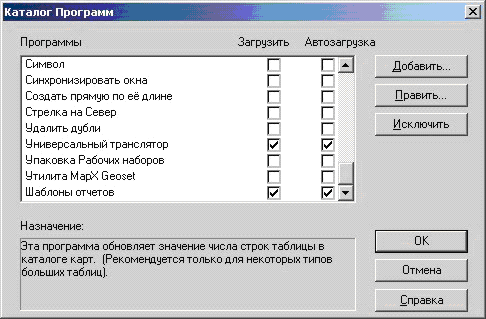 Каталог Программ
Программы Загрузить Автозагрузка
Символ
Синхронизировать окна
Создать прямую по её длине
Стрелка на Север
Удалить дубли
Универсальный транслятор
Упаковка Рабочих наборов
Утилита MapX Geoset
Шаблоны отчетов
Добавить...
Править...
Исключить
Назначение:
Эта программа обновляет значение числа строк таблицы в
каталоге карт. (Рекомендуется только для некоторых типов
больших таблиц).
OK
Отмена
Справка